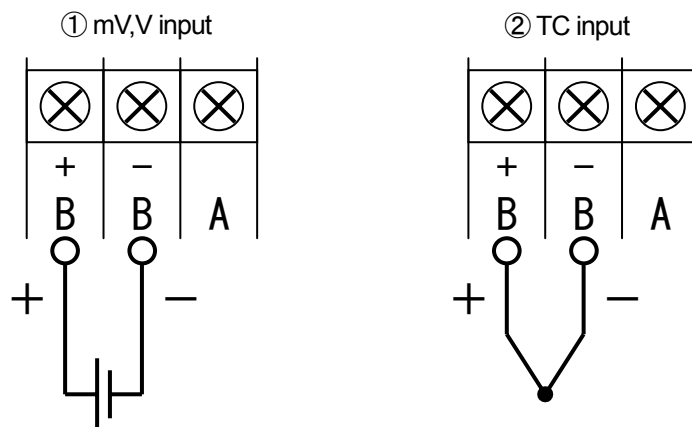 ① mV,V input
② TC input
+ −
+ −
B B A
B B A
+ −
+ −